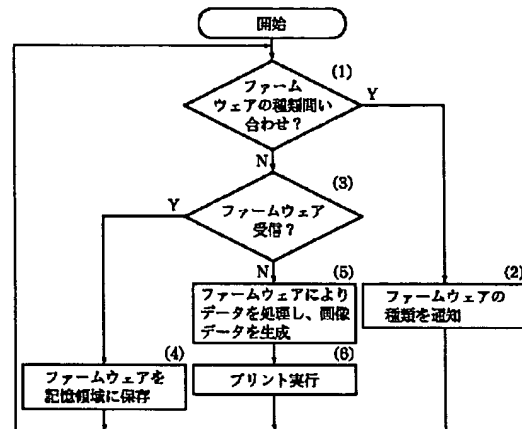 開始
(1)
ファーム
ウェアの種類問い
合わせ?
Y
N
(3)
ファームウェア
受信?
Y
N
(5)
ファームウェアにより
データを処理し、画像
データを生成
(2)
ファームウェアの
種類を通知
(4)
ファームウェアを
記憶領域に保存
(6)
プリント実行